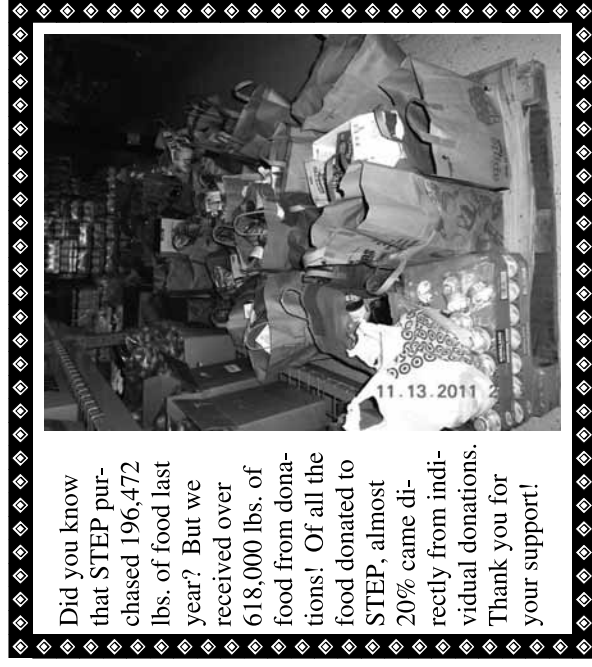 Did you know
that STEP pur-
chased 196,472
lbs. of food last
year?  But we
received over
618,000 lbs. of
food from dona-
tions!  Of all the
food donated to
STEP, almost
20% came di-
rectly from indi-
vidual donations.
Thank you for
your support!
11.13.2011 2